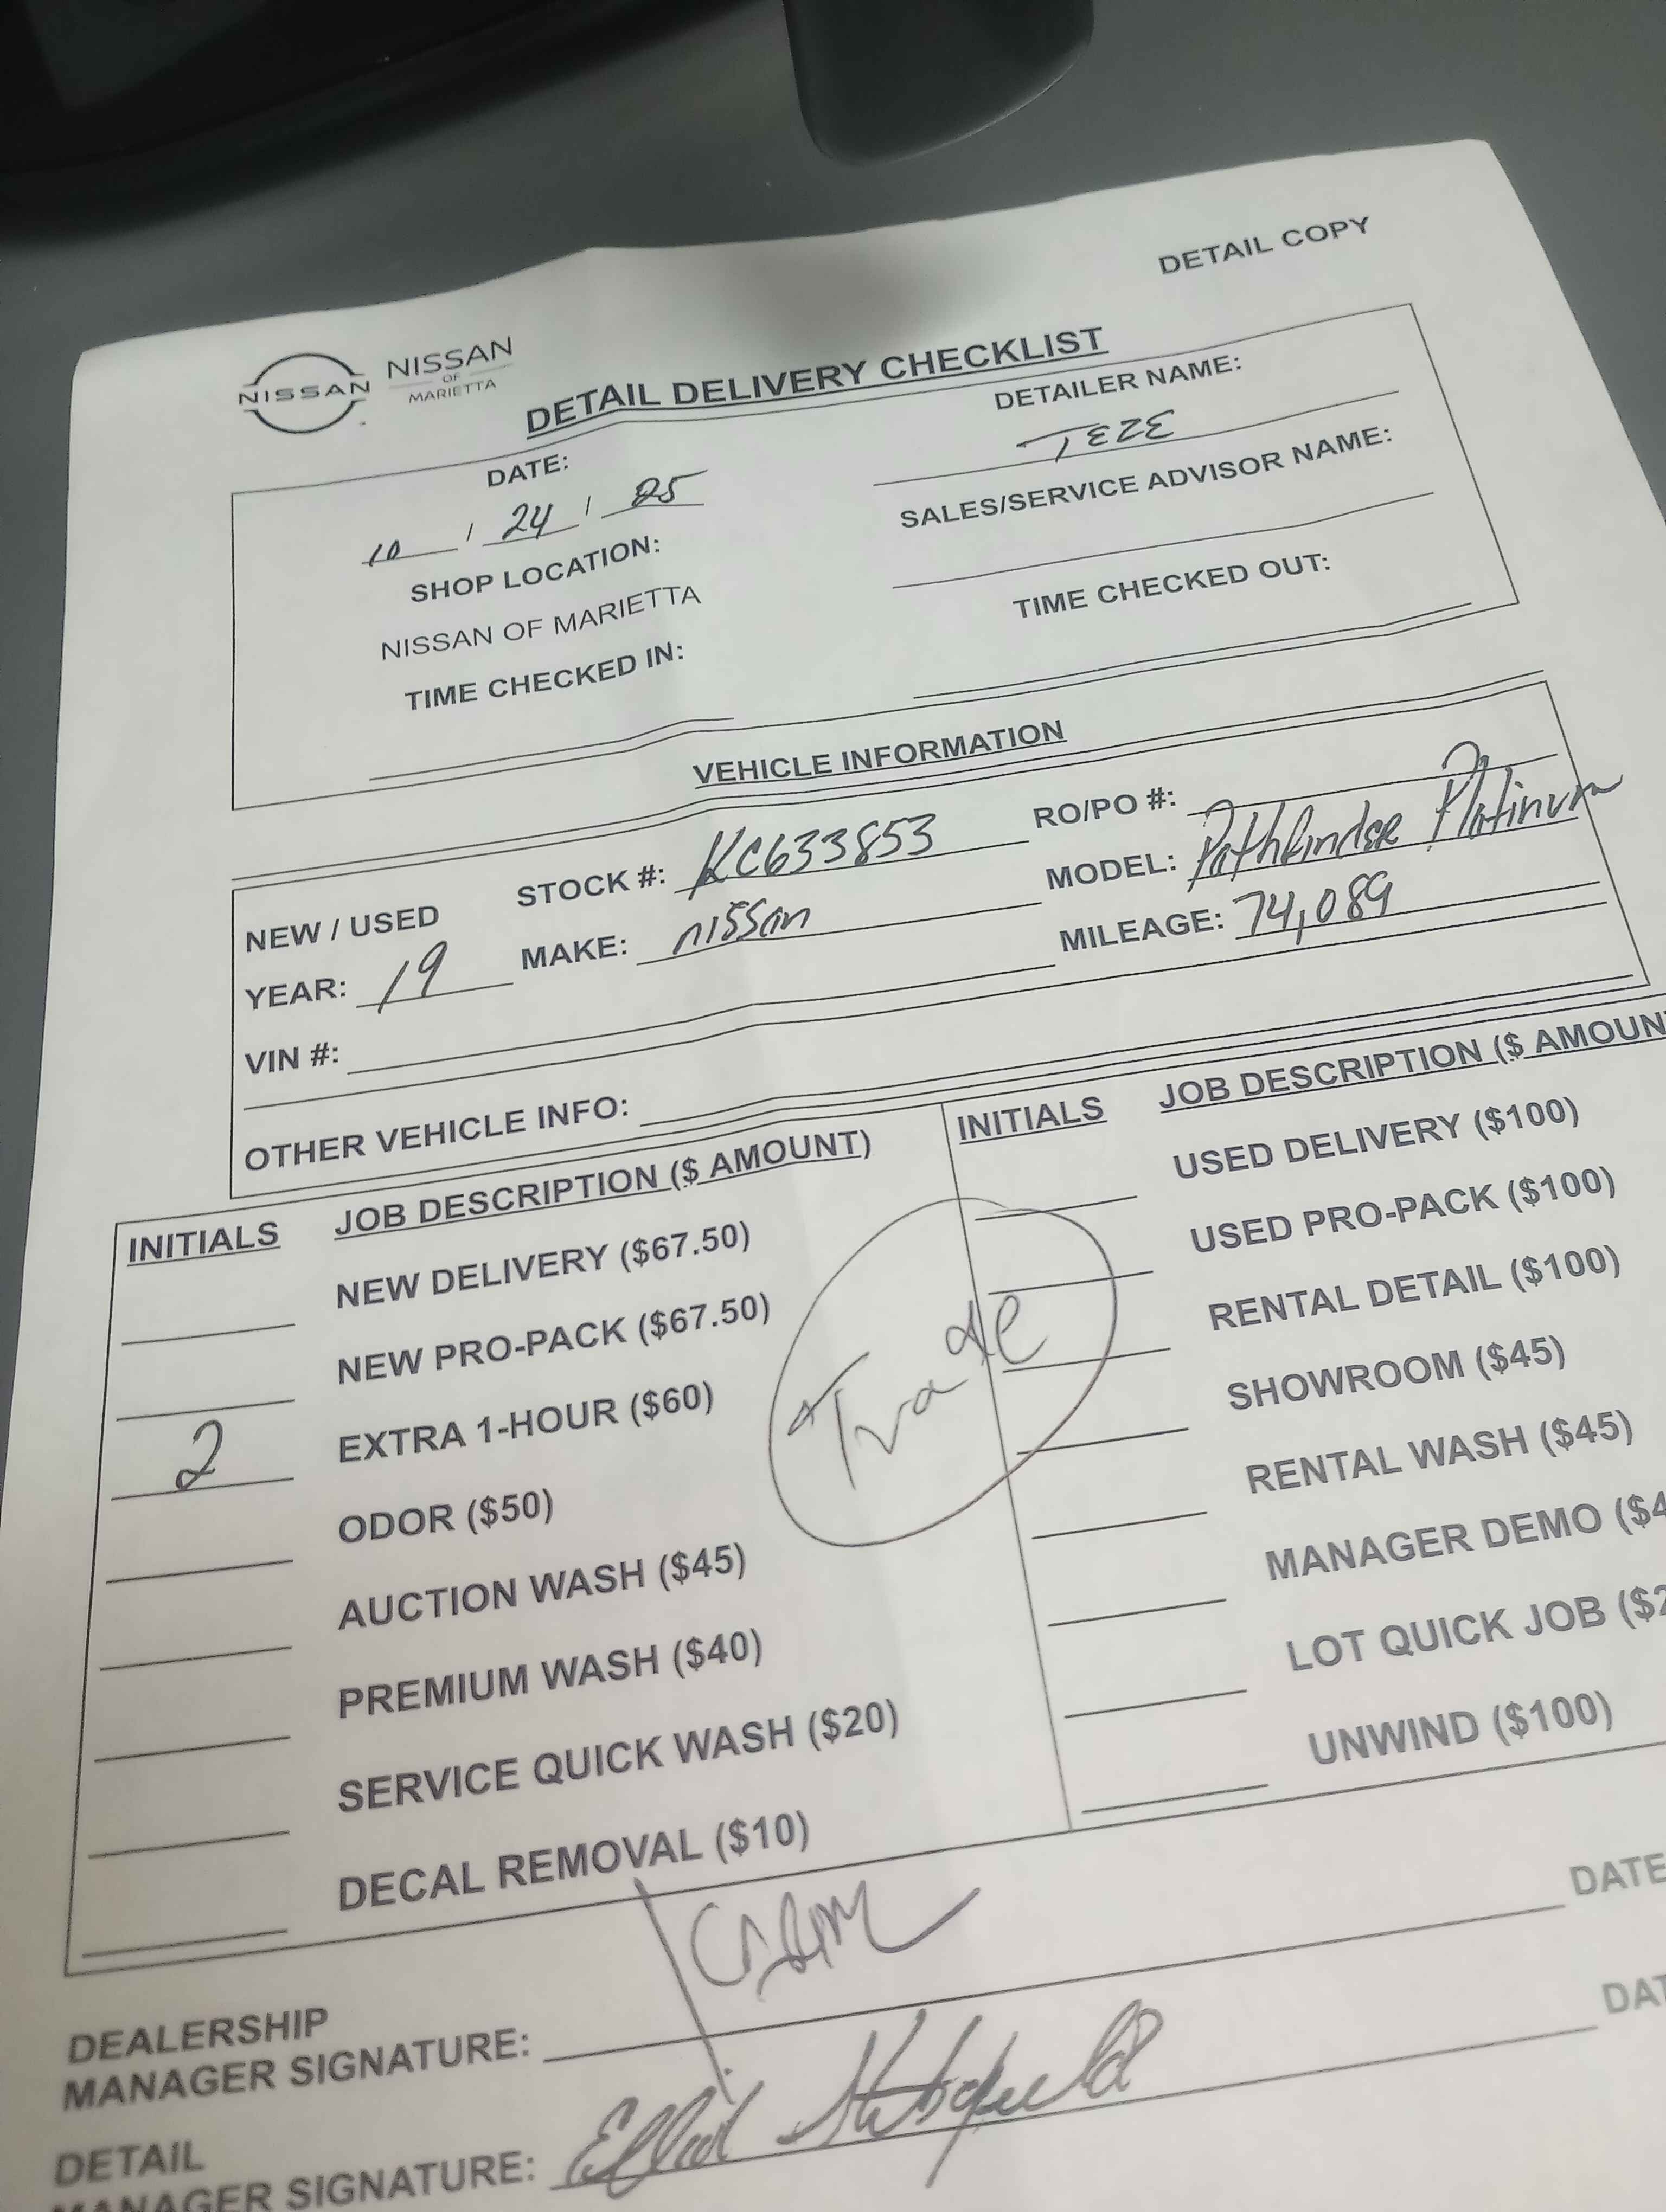 DETAIL COPY
NISSAN
NISSAN
OF
MARIETTA
DETAIL DELIVERY CHECKLIST
DATE:
10 / 24 / 25
SHOP LOCATION:
NISSAN OF MARIETTA
TIME CHECKED IN:
DETAILER NAME:
TEZE
SALES/SERVICE ADVISOR NAME:
TIME CHECKED OUT:
VEHICLE INFORMATION
NEW / USED STOCK #: KC633853 RO/PO #:
YEAR: 19 MAKE: nissan MODEL: Pathfinder Platinum
VIN #: MILEAGE: 74,089
OTHER VEHICLE INFO:
INITIALS JOB DESCRIPTION ($ AMOUNT)
NEW DELIVERY ($67.50)
NEW PRO-PACK ($67.50)
2 EXTRA 1-HOUR ($60)
ODOR ($50)
AUCTION WASH ($45)
PREMIUM WASH ($40)
SERVICE QUICK WASH ($20)
DECAL REMOVAL ($10)
Trade
INITIALS JOB DESCRIPTION ($ AMOUN
USED DELIVERY ($100)
USED PRO-PACK ($100)
RENTAL DETAIL ($100)
SHOWROOM ($45)
RENTAL WASH ($45)
MANAGER DEMO ($4
LOT QUICK JOB ($2
UNWIND ($100)
DEALERSHIP
MANAGER SIGNATURE: DATE
DETAIL
MANAGER SIGNATURE: DAT